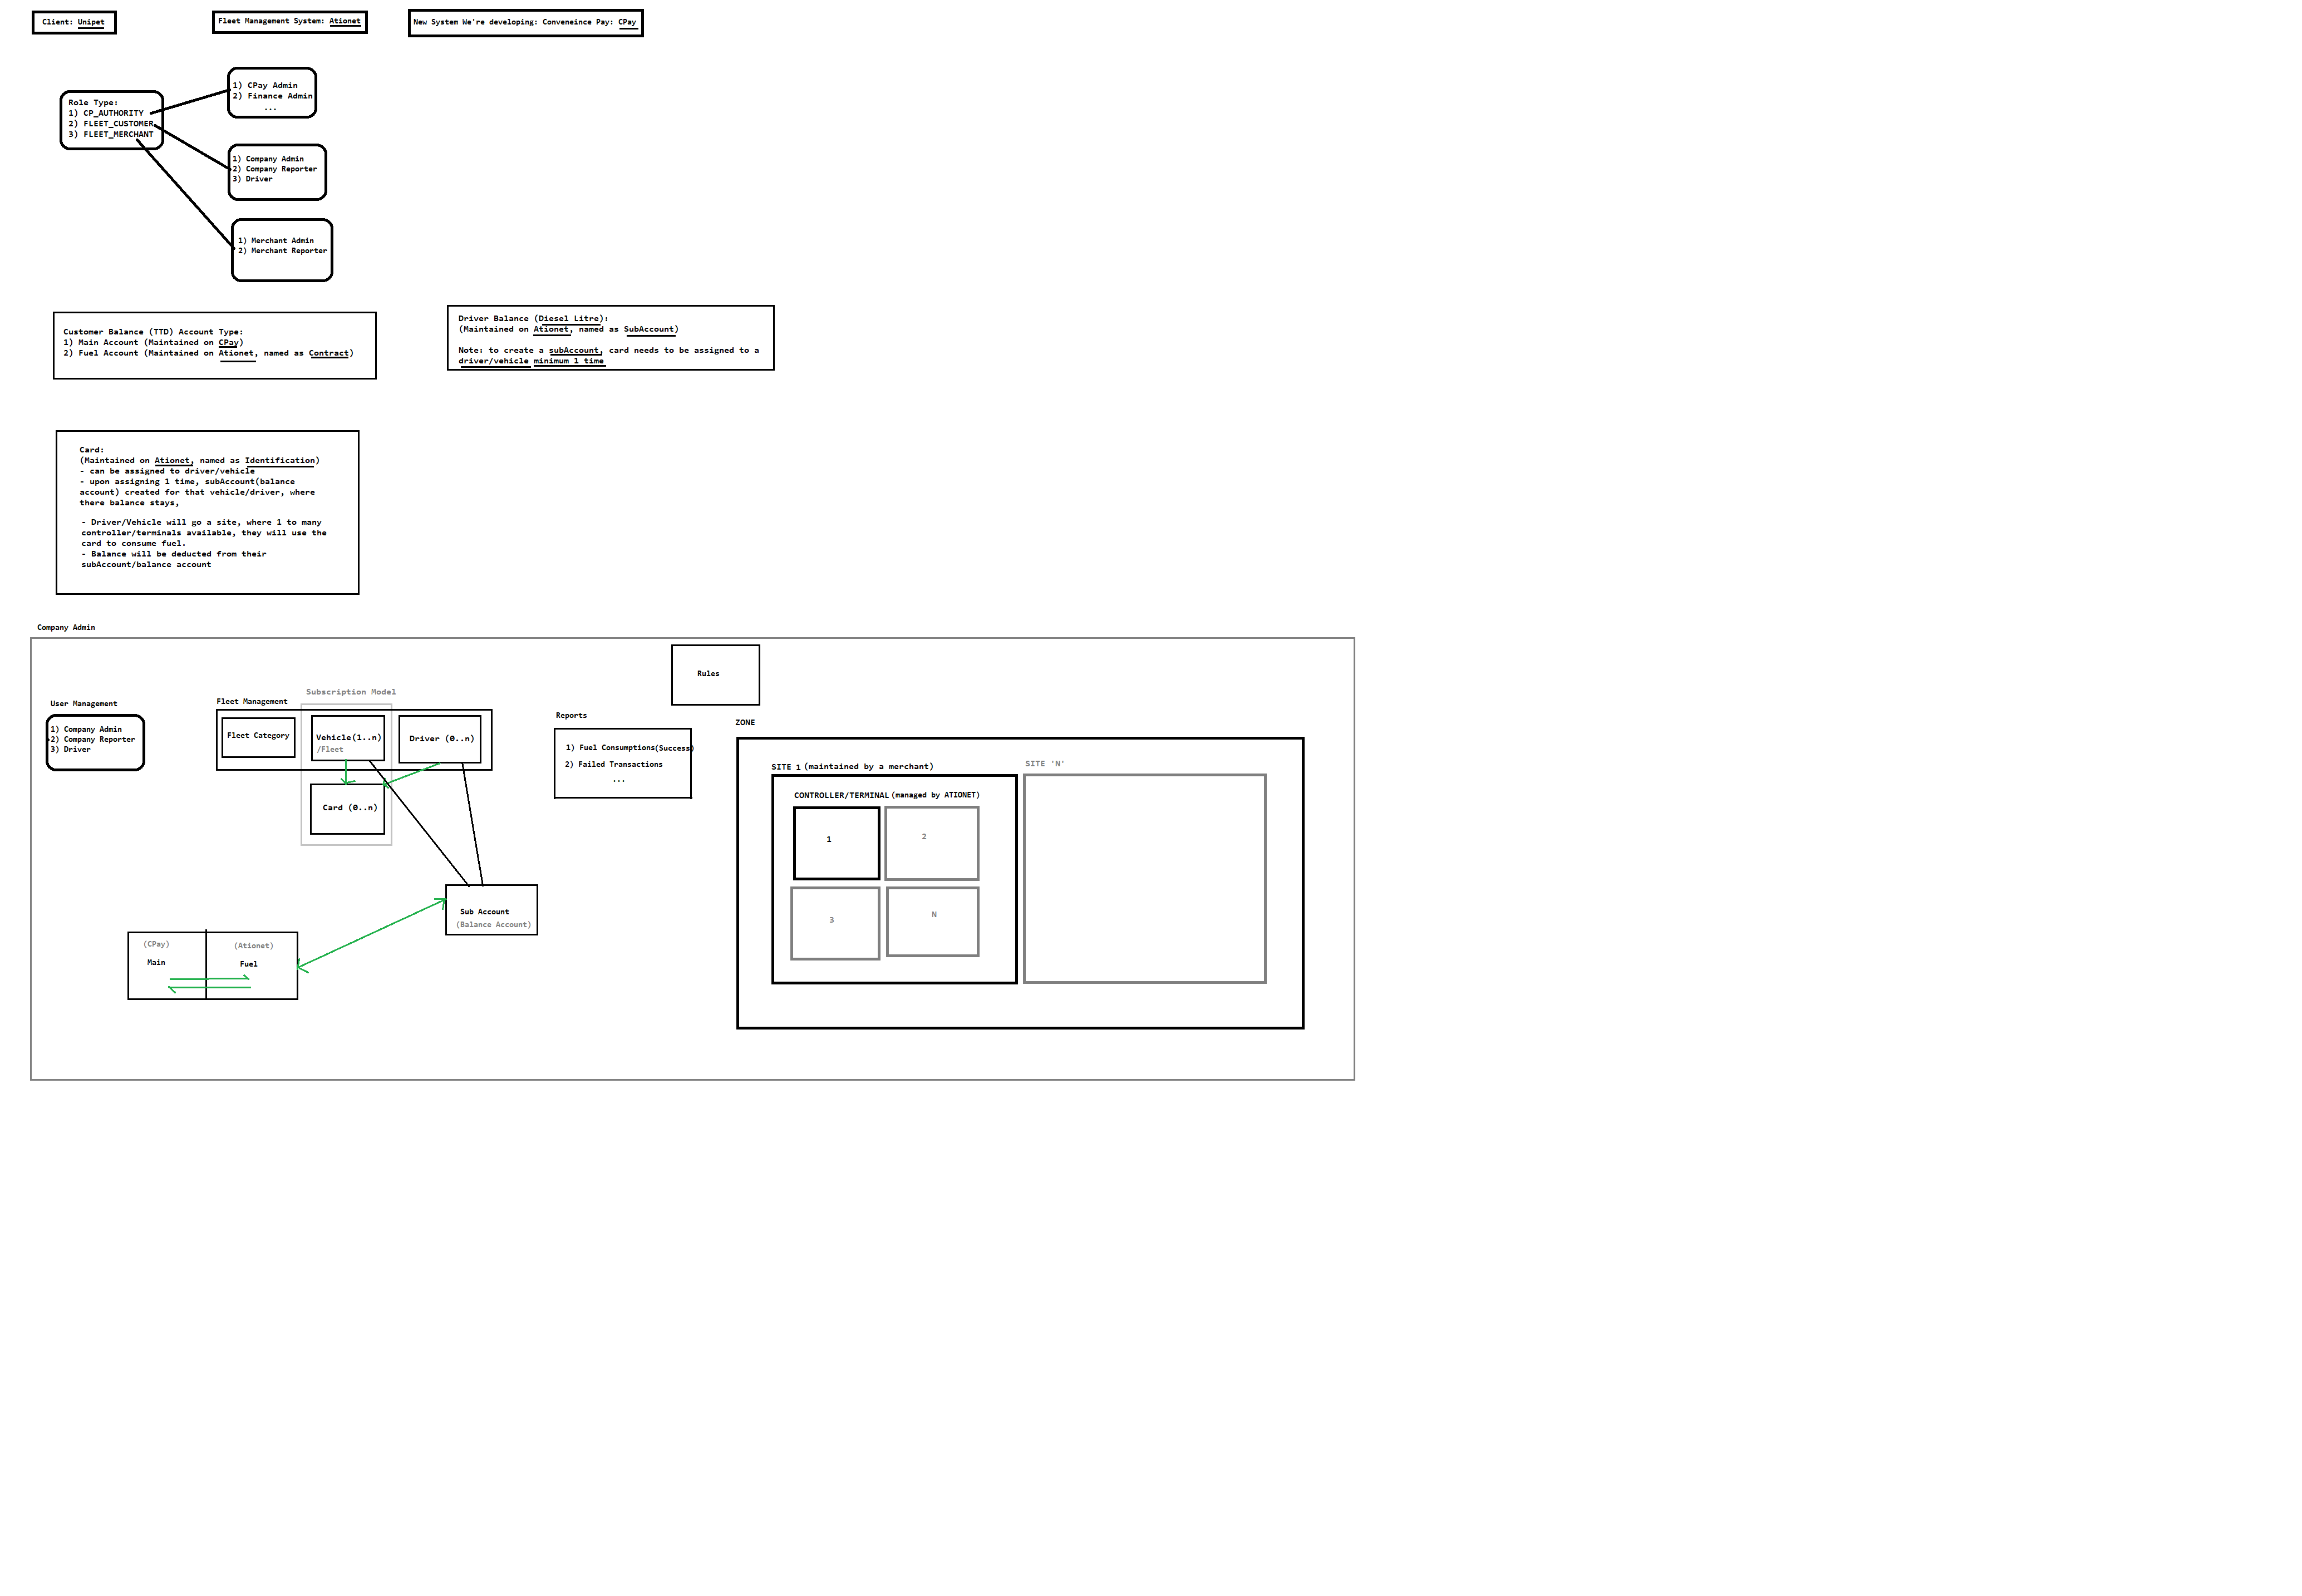 Client: Unipet
Fleet Management System: Ationet
New System We're developing: Conveneince Pay: CPay
Role Type:
1) CP_AUTHORITY
2) FLEET_CUSTOMER
3) FLEET_MERCHANT
1) CPay Admin
2) Finance Admin
...
1) Company Admin
2) Company Reporter
3) Driver
1) Merchant Admin
2) Merchant Reporter
Customer Balance (TTD) Account Type:
1) Main Account (Maintained on CPay)
2) Fuel Account (Maintained on Ationet, named as Contract)
Driver Balance (Diesel Litre):
(Maintained on Ationet, named as SubAccount)
Note: to create a subAccount, card needs to be assigned to a
driver/vehicle minimum 1 time
Card:
(Maintained on Ationet, named as Identification)
- can be assigned to driver/vehicle
- upon assigning 1 time, subAccount(balance
account) created for that vehicle/driver, where
there balance stays,
- Driver/Vehicle will go a site, where 1 to many
controller/terminals available, they will use the
card to consume fuel.
- Balance will be deducted from their
subAccount/balance account
Company Admin
User Management
1) Company Admin
2) Company Reporter
3) Driver
Subscription Model
Fleet Management
Fleet Category
Vehicle(1..n)
/Fleet
Driver (0..n)
Card (0..n)
Sub Account
(Balance Account)
(CPay)
Main
(Ationet)
Fuel
Reports
1) Fuel Consumptions(Success)
2) Failed Transactions
...
Rules
ZONE
SITE 1 (maintained by a merchant)
CONTROLLER/TERMINAL (managed by ATIONET)
1
2
3
N
SITE 'N'